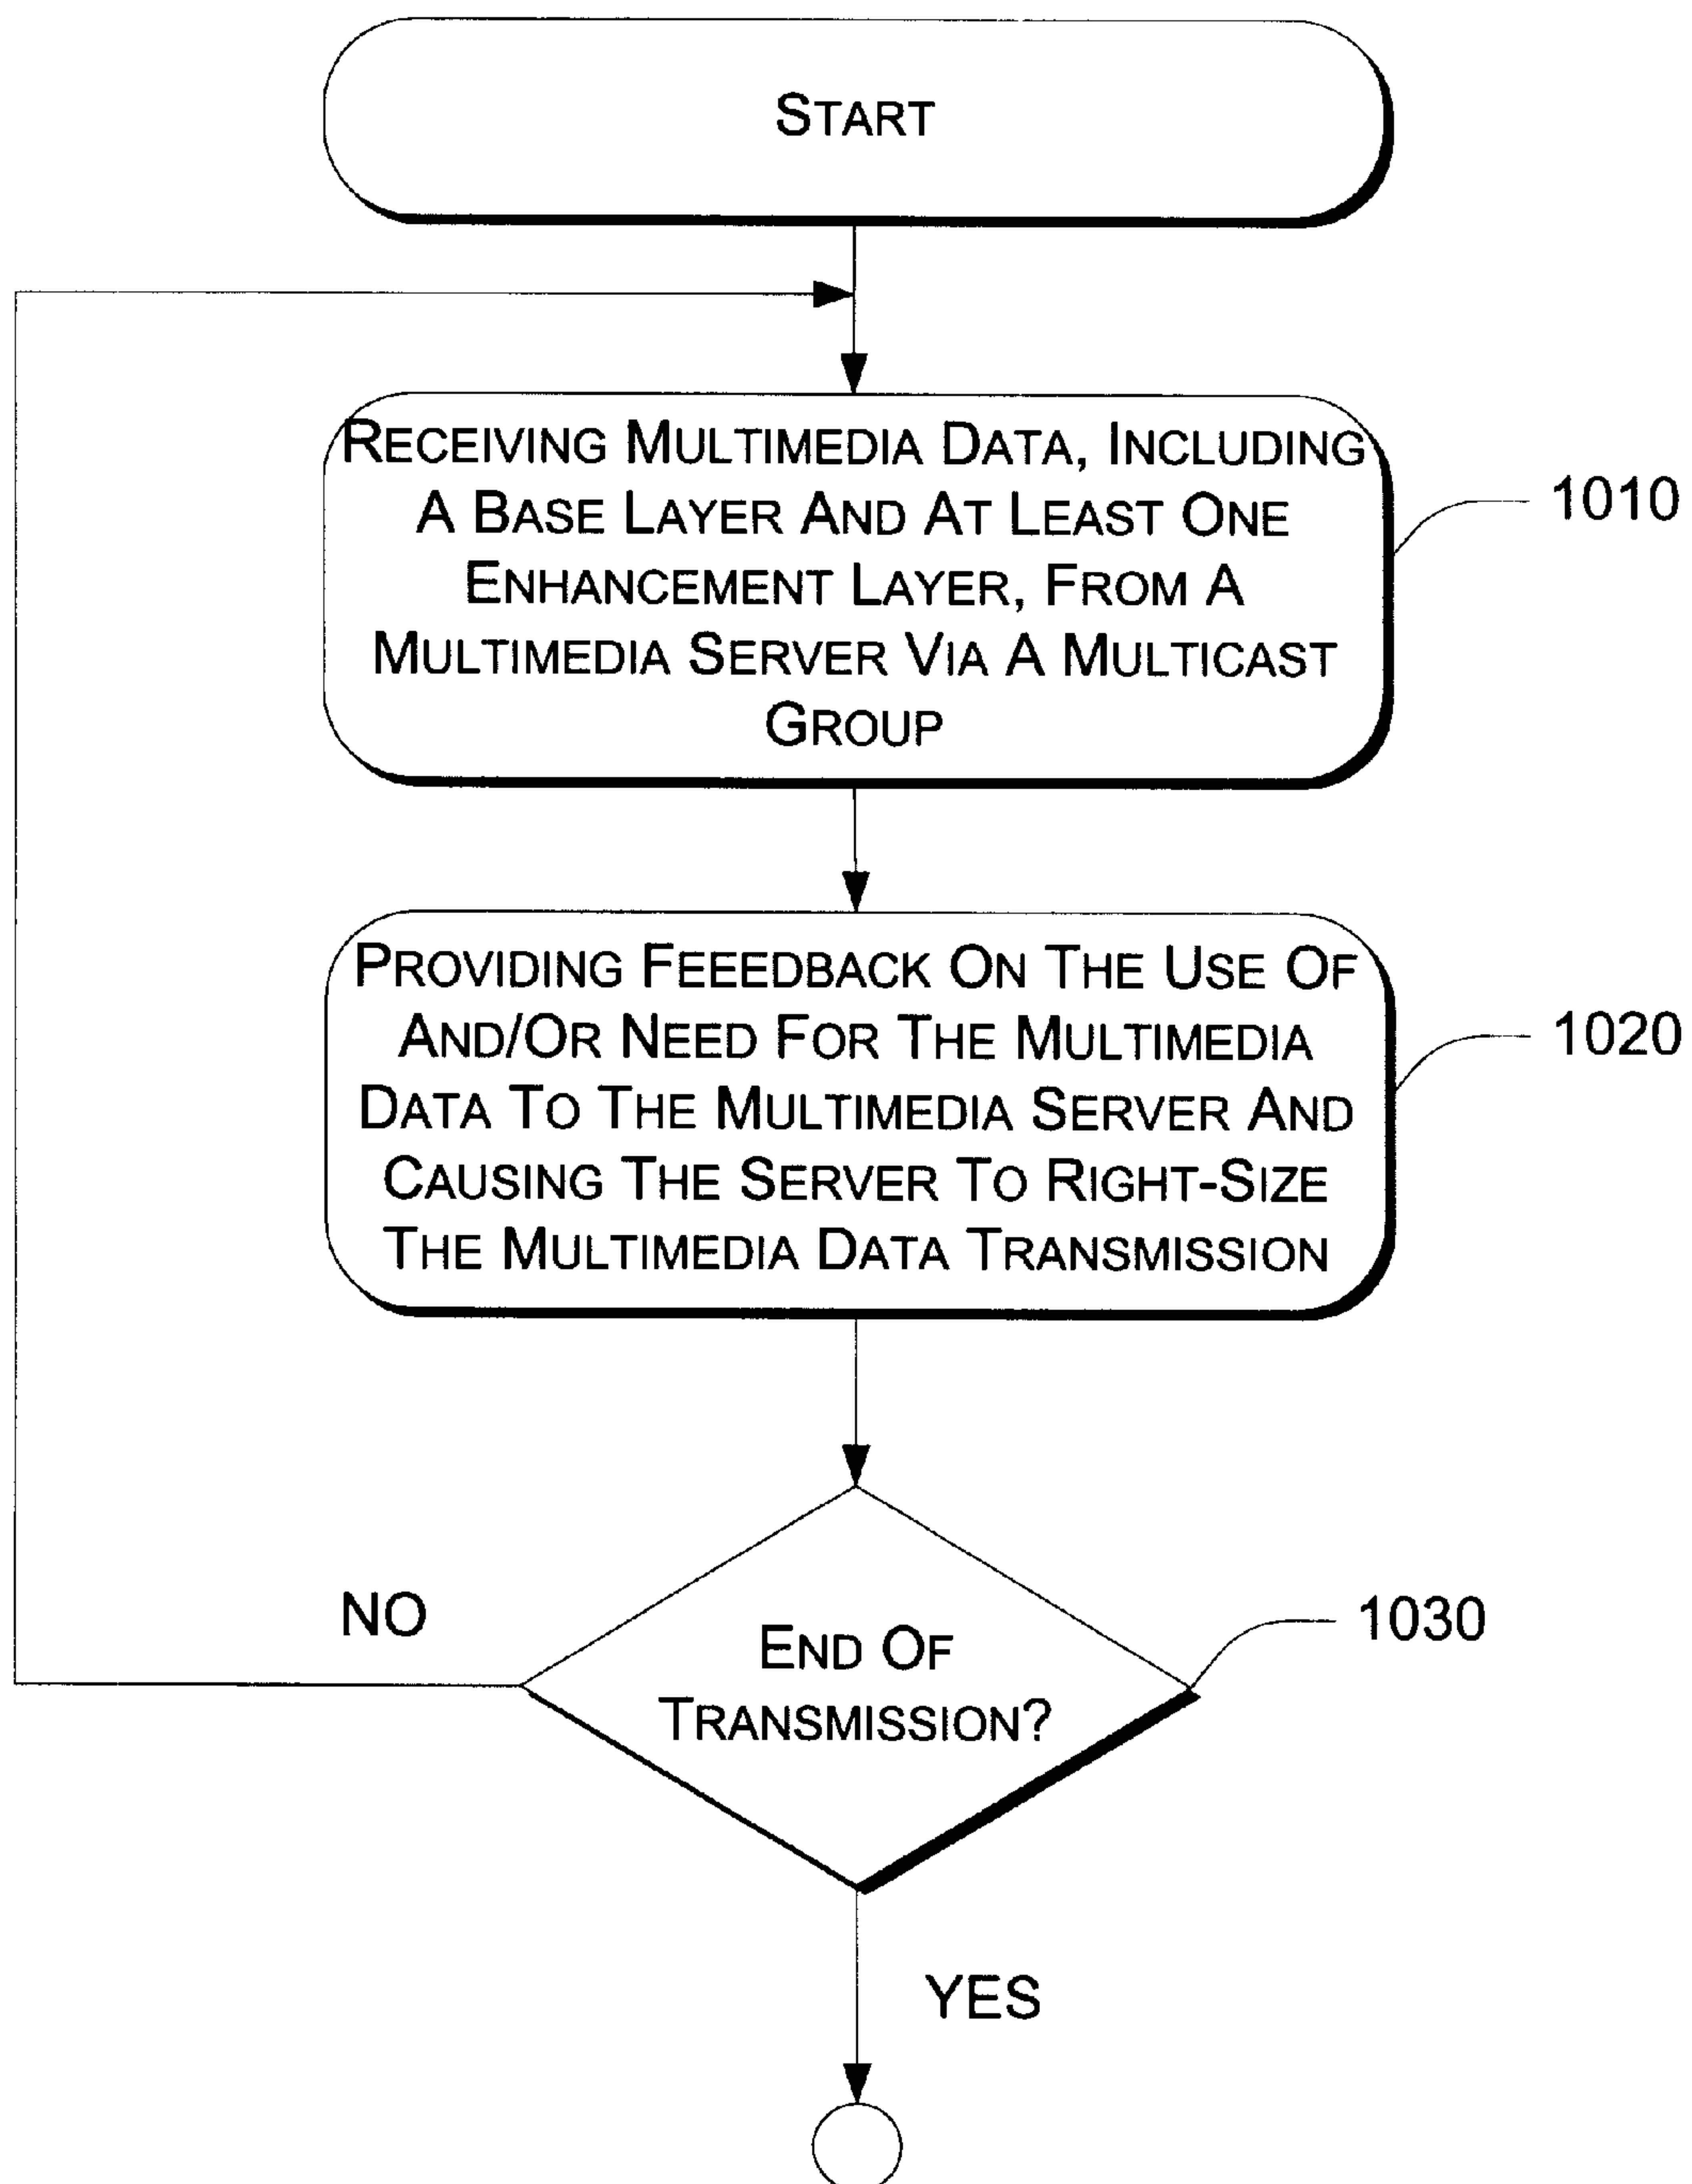 START
RECEIVING MULTIMEDIA DATA, INCLUDING
A BASE LAYER AND AT LEAST ONE
ENHANCEMENT LAYER, FROM A
MULTIMEDIA SERVER VIA A MULTICAST
GROUP
1010
PROVIDING FEEEDBACK ON THE USE OF
AND/OR NEED FOR THE MULTIMEDIA
DATA TO THE MULTIMEDIA SERVER AND
CAUSING THE SERVER TO RIGHT-SIZE
THE MULTIMEDIA DATA TRANSMISSION
1020
NO
END OF
TRANSMISSION?
1030
YES